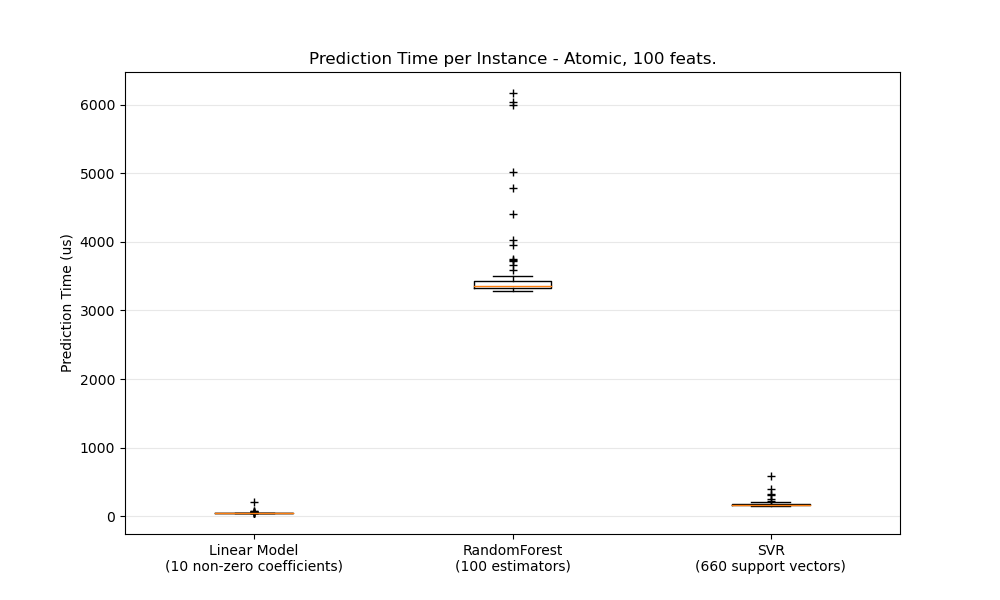 Prediction Time per Instance - Atomic, 100 feats.
Prediction Time (us)
6000
5000
4000
3000
2000
1000
0
Linear Model
(10 non-zero coefficients)
RandomForest
(100 estimators)
SVR
(660 support vectors)